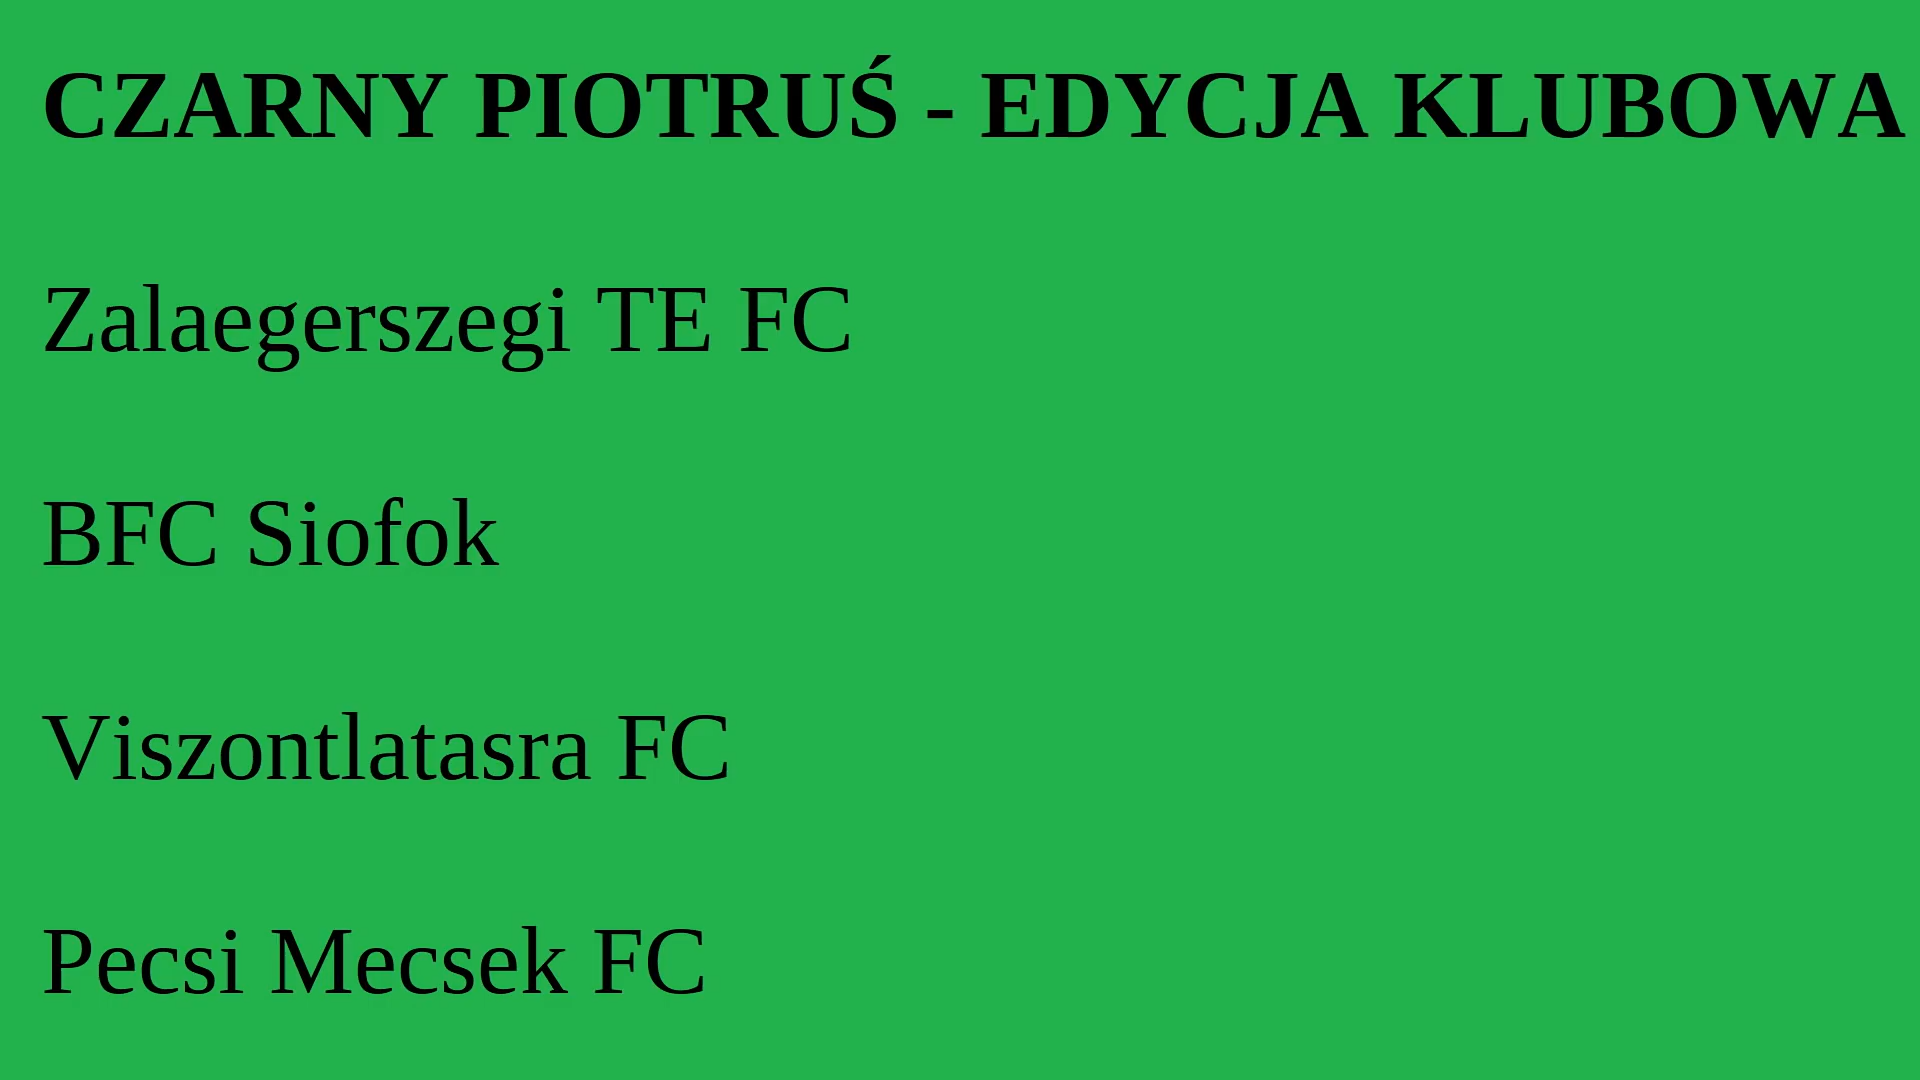 CZARNY PIOTRUŚ - EDYCJA KLUBOWA
Zalaegerszegi TE FC
BFC Siofok
Viszontlatasra FC
Pecsi Mecsek FC